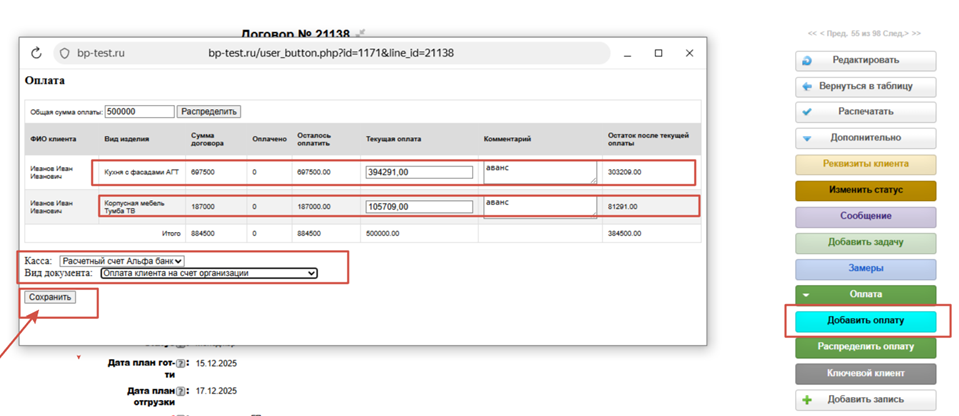 Договор № 21138
<< < Пред. 55 из 98 След.> >>
bp-test.ru
bp-test.ru/user_button.php?id=1171&line_id=21138
Оплата
Общая сумма оплаты: 500000 Распределить
ФИО клиента Вид изделия Сумма договора Оплачено Осталось оплатить Текущая оплата Комментарий Остаток после текущей оплаты
Иванов Иван Иванович Кухня с фасадами АГТ 697500 0 697500.00 394291,00 аванс 303209.00
Иванов Иван Иванович Корпусная мебель Тумба ТВ 187000 0 187000.00 105709,00 аванс 81291.00
Итого 884500 0 884500 500000.00 384500.00
Касса: Расчетный счет Альфа банк
Вид документа: Оплата клиента на счет организации
Сохранить
Дата план гот-ти ?: 15.12.2025
Дата план отгрузки ?: 17.12.2025
Редактировать
Вернуться в таблицу
Распечатать
Дополнительно
Реквизиты клиента
Изменить статус
Сообщение
Добавить задачу
Замеры
Оплата
Добавить оплату
Распределить оплату
Ключевой клиент
Добавить запись